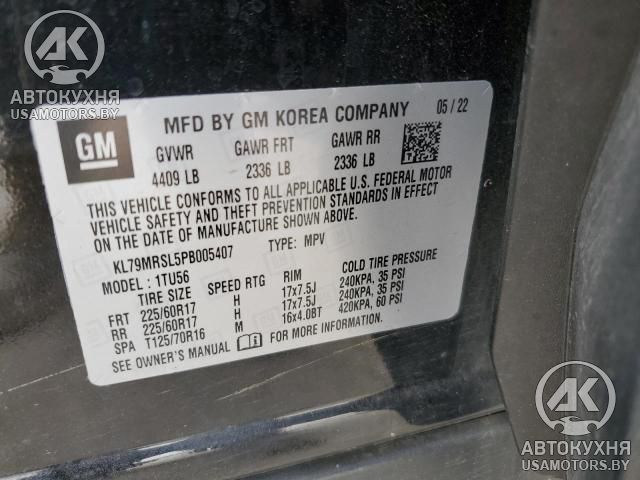 AK
АВТОКУХНЯ
USAMOTORS.BY
GM
MFD BY GM KOREA COMPANY 05/22
GVWR GAWR FRT GAWR RR
4409 LB 2336 LB 2336 LB
THIS VEHICLE CONFORMS TO ALL APPLICABLE U.S. FEDERAL MOTOR
VEHICLE SAFETY AND THEFT PREVENTION STANDARDS IN EFFECT
ON THE DATE OF MANUFACTURE SHOWN ABOVE.
KL79MRSL5PB005407 TYPE: MPV
MODEL: 1TU56
TIRE SIZE SPEED RTG RIM COLD TIRE PRESSURE
FRT 225/60R17 H 17x7.5J 240KPA, 35 PSI
RR 225/60R17 H 17x7.5J 240KPA, 35 PSI
SPA T125/70R16 M 16x4.0BT 420KPA, 60 PSI
SEE OWNER'S MANUAL FOR MORE INFORMATION.
AK
АВТОКУХНЯ
USAMOTORS.BY